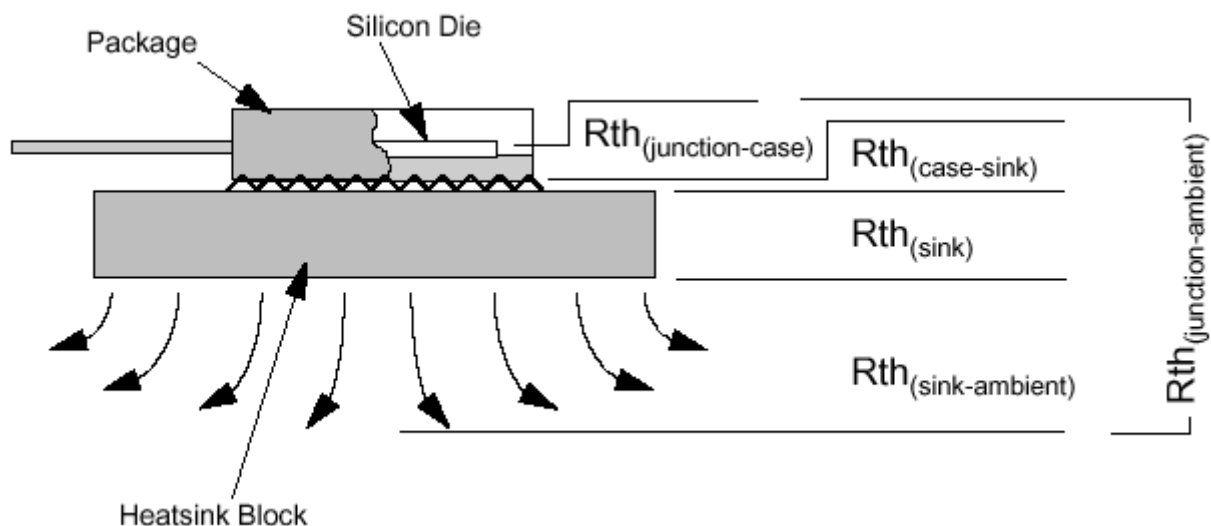 Silicon Die
Package
Rth(junction-case)
Rth(case-sink)
Rth(sink)
Rth(sink-ambient)
Rth(junction-ambient)
Heatsink Block